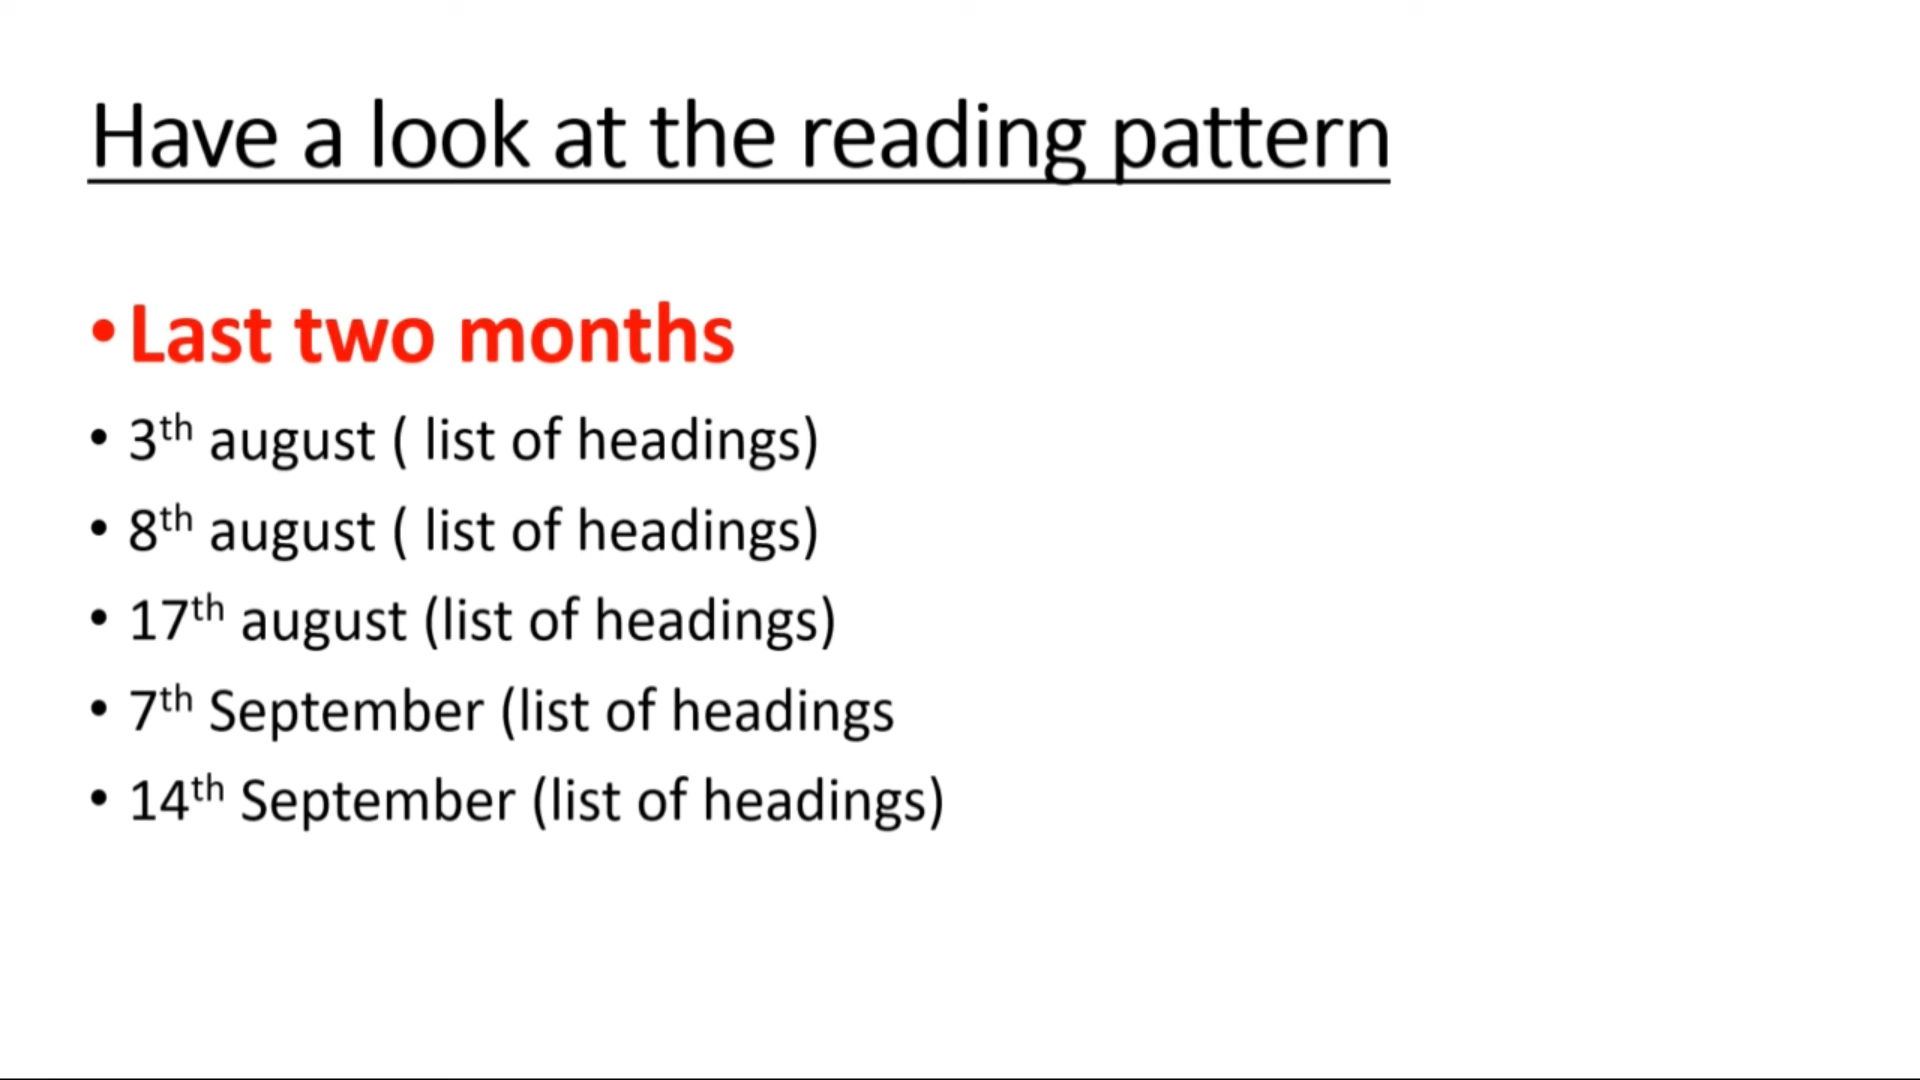 Have a look at the reading pattern
• Last two months
• 3th august ( list of headings)
• 8th august ( list of headings)
• 17th august (list of headings)
• 7th September (list of headings
• 14th September (list of headings)